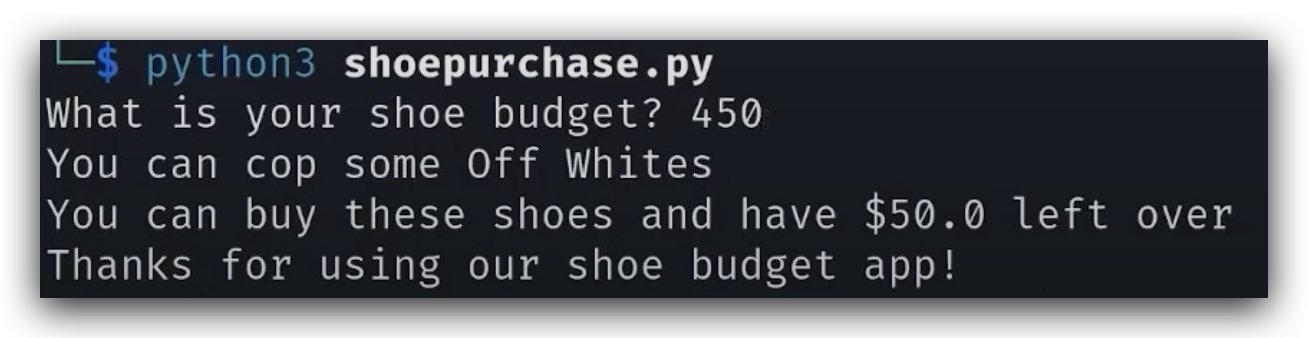 └─$ python3 shoepurchase.py
What is your shoe budget? 450
You can cop some Off Whites
You can buy these shoes and have $50.0 left over
Thanks for using our shoe budget app!